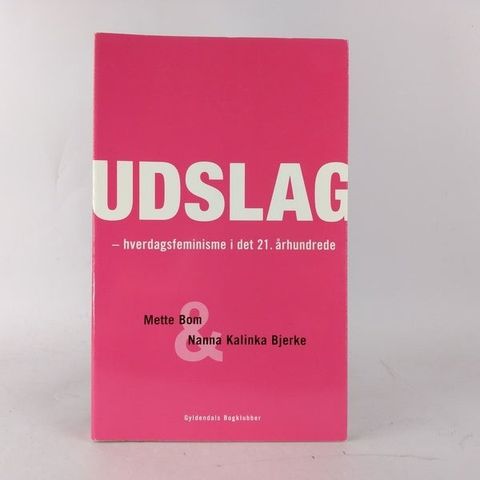 UDSLAG
– hverdagsfeminisme i det 21. århundrede
Mette Bom
&
Nanna Kalinka Bjerke
Gyldendals Bogklubber